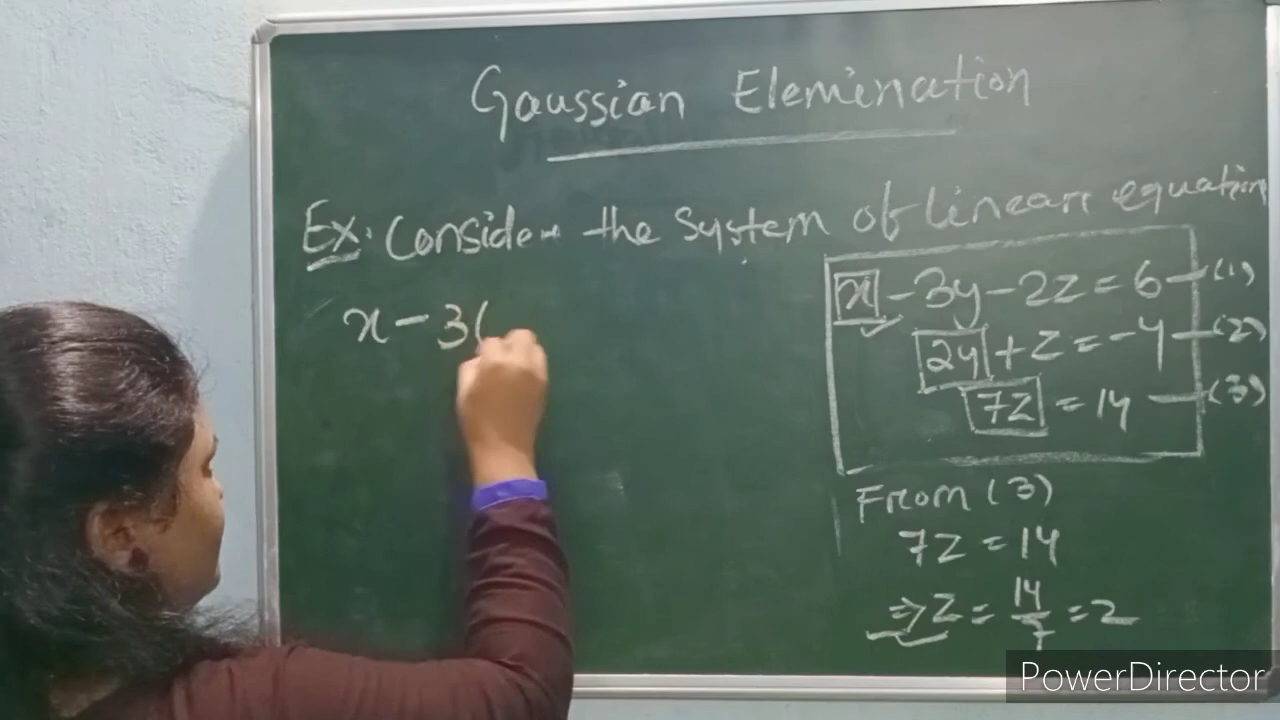 Gaussian Elemination
Ex: Consider the system of linear equation
x - 3y - 2z = 6 — (1)
2y + z = -4 — (2)
7z = 14 — (3)
x - 3(
From (3)
7z = 14
⇒ z = 14/7 = 2
PowerDirector